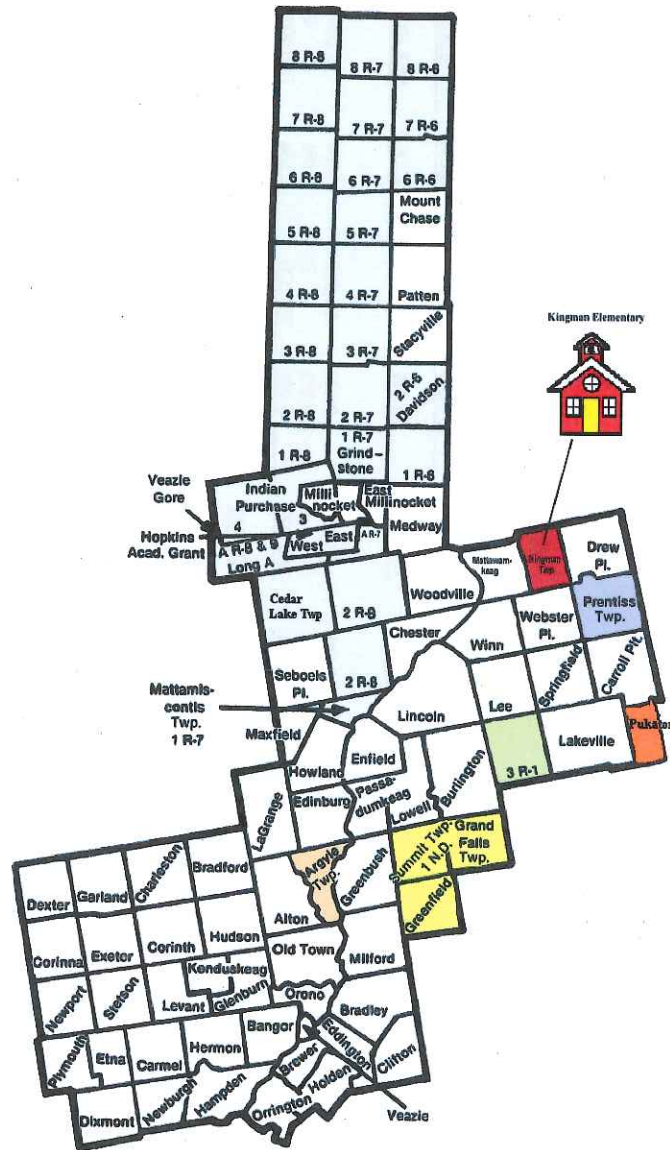 8 R-8
8 R-7
8 R-6
7 R-8
7 R-7
7 R-6
6 R-8
6 R-7
6 R-6
Mount
Chase
5 R-8
5 R-7
4 R-8
4 R-7
Patten
Kingman Elementary
3 R-8
3 R-7
Stacyville
2 R-8
2 R-7
2 R-6
Davidson
1 R-8
1 R-7
Grind-
stone
1 R-6
Veazie
Gore
Indian
Purchase
4
3
Milli
nocket
East
Millinocket
Hopkins
Acad. Grant
A R-8 & 9
Long A
West
East
A R-7
Medway
Cedar
Lake Twp
2 R-8
Woodville
Mattawam-
keag
Kingman
Twp
Drew
Pl.
Prentiss
Twp.
Chester
Winn
Webster
Pl.
Seboeis
Pl.
2 R-8
Springfield
Carroll Plt.
Mattamis-
contis
Twp.
1 R-7
Lincoln
Lee
Maxfield
Lakeville
Pukaton
Howland
Enfield
3 R-1
LaGrange
Edinburg
Passa-
dumkeag
Lowell
Burlington
Summit Twp.
1 N.D.
Grand
Falls
Twp.
Argyle
Twp.
Greenbush
Greenfield
Dexter
Garland
Charleston
Bradford
Alton
Corinna
Exeter
Corinth
Hudson
Old Town
Milford
Newport
Stetson
Levant
Kenduskeag
Glenburn
Orono
Bradley
Plymouth
Etna
Carmel
Hermon
Bangor
Brewer
Eddington
Holden
Clifton
Dixmont
Newburgh
Hampden
Orrington
Veazie